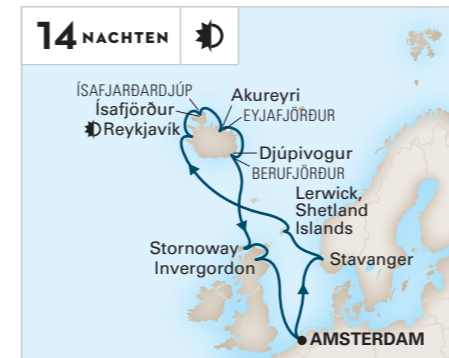 14 NACHTEN
ÍSAFJARÐARDJÚP
Ísafjörður
Reykjavík
Akureyri
EYJAFJÖRÐUR
Djúpivogur
BERUFJÖRÐUR
Lerwick,
Shetland
Islands
Stornoway
Invergordon
Stavanger
AMSTERDAM